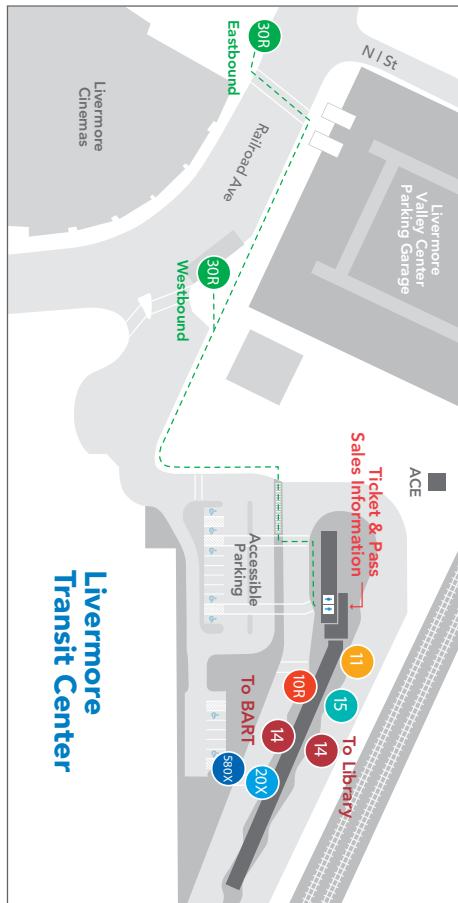 30R
Eastbound
N I St
Livermore
Cinemas
Railroad Ave
Livermore
Valley Center
Parking Garage
30R
Westbound
ACE
Ticket & Pass
Sales Information
Accessible
Parking
11
15
14
To Library
10R
14
To BART
20X
580X
Livermore
Transit Center